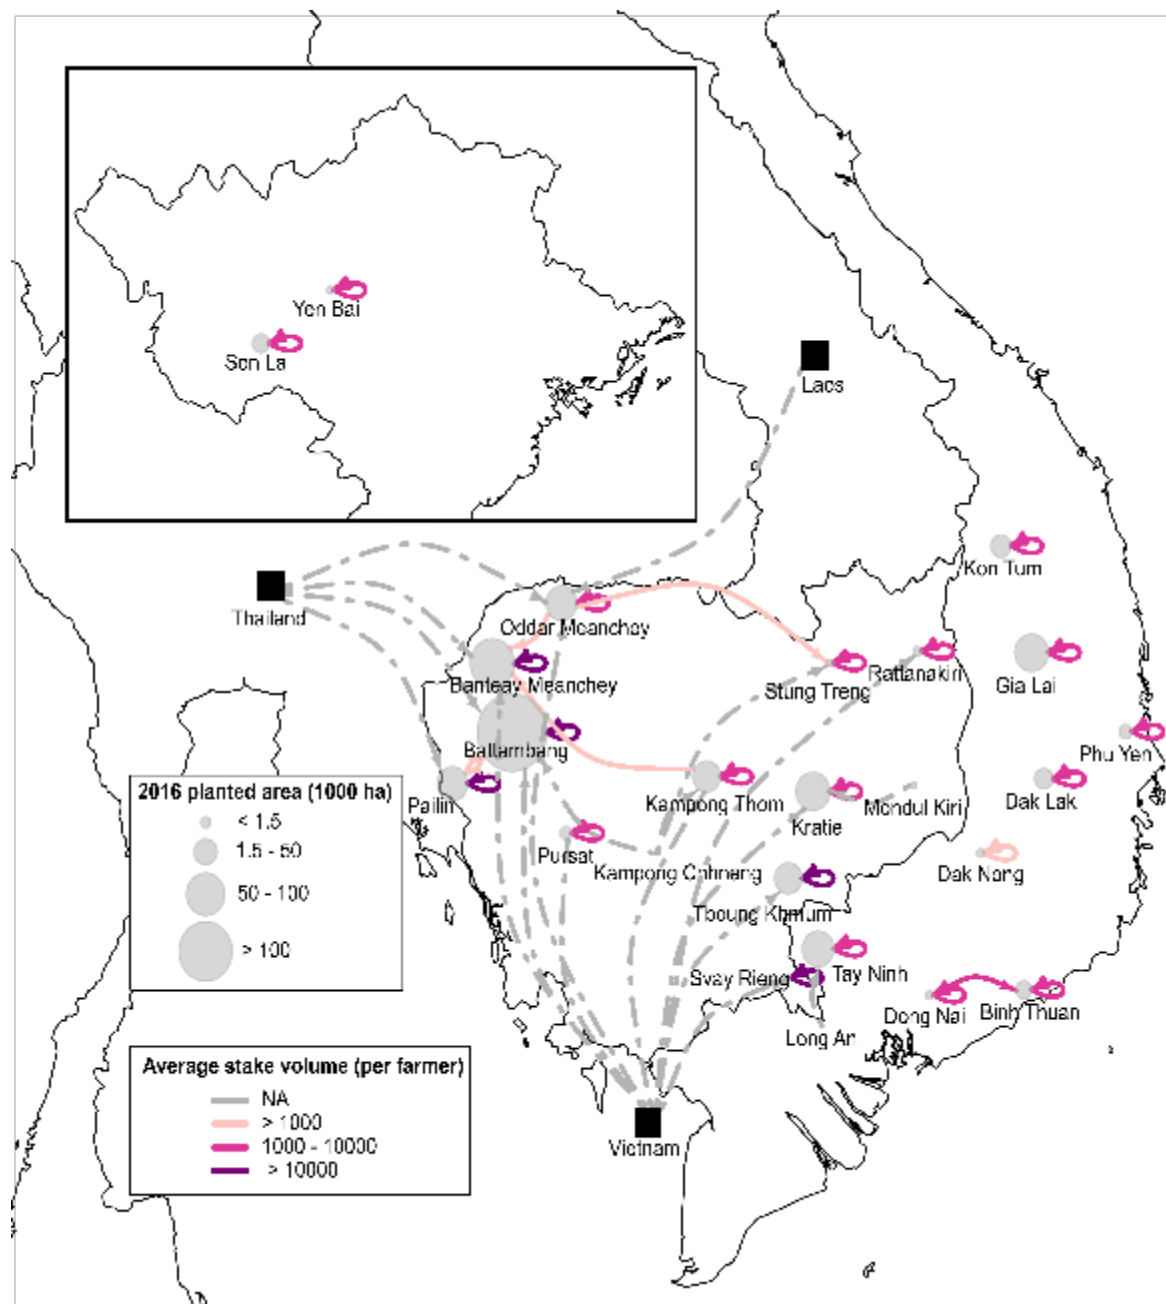 Yen Bai
Son La
Laos
Kon Tum
Thailand
Oddar Meanchey
Banteay Meanchey
Stung Treng
Rattanakiri
Gia Lai
Battambang
Phu Yen
2016 planted area (1000 ha)
< 1.5
1.5 - 50
50 - 100
> 100
Pailin
Kampong Thom
Kratie
Mondul Kiri
Dak Lak
Pursat
Kampong Chhnang
Dak Nong
Tboung Khmum
Svay Rieng
Tay Ninh
Dong Nai
Binh Thuan
Long An
Average stake volume (per farmer)
NA
> 1000
1000 - 10000
> 10000
Vietnam